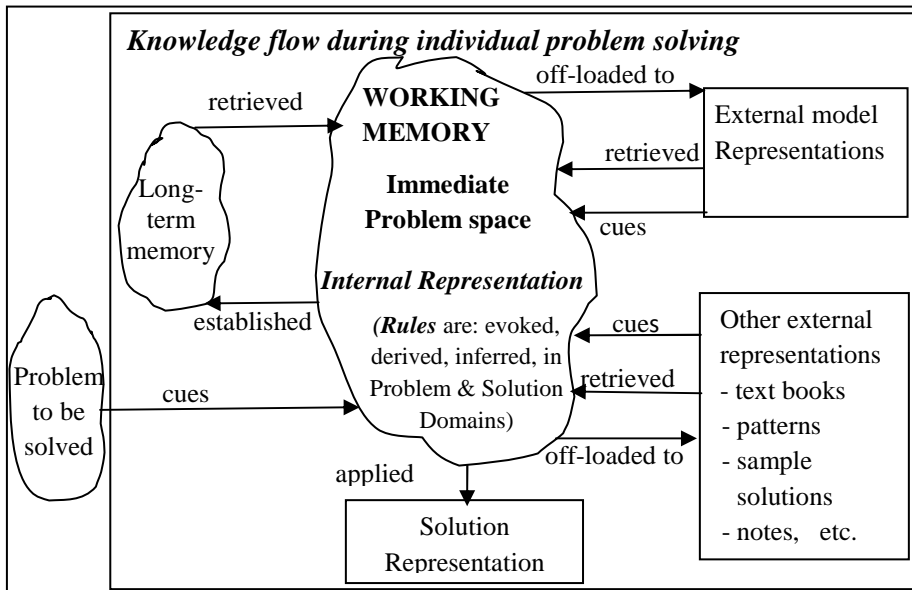 Knowledge flow during individual problem solving
off-loaded to
WORKING
MEMORY
retrieved
External model
Representations
retrieved
Immediate
Problem space
Long-
term
memory
cues
Internal Representation
established
(Rules are: evoked,
derived, inferred, in
Problem & Solution
Domains)
cues
retrieved
off-loaded to
Other external
representations
- text books
- patterns
- sample
solutions
- notes, etc.
Problem
to be
solved
cues
applied
Solution
Representation